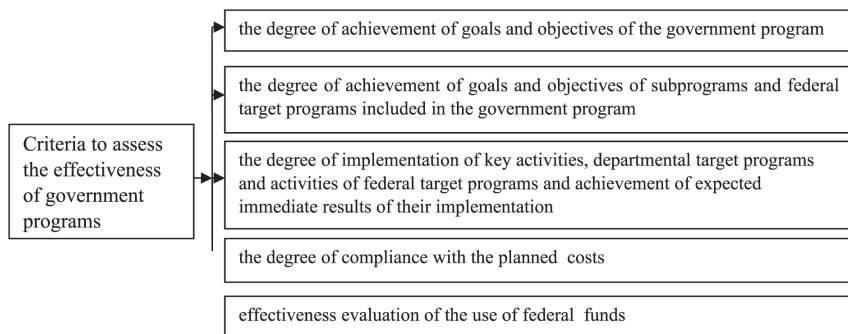 the degree of achievement of goals and objectives of the government program
the degree of achievement of goals and objectives of subprograms and federal
target programs included in the government program
Criteria to assess
the effectiveness
of government
programs
the degree of implementation of key activities, departmental target programs
and activities of federal target programs and achievement of expected
immediate results of their implementation
the degree of compliance with the planned costs
effectiveness evaluation of the use of federal funds